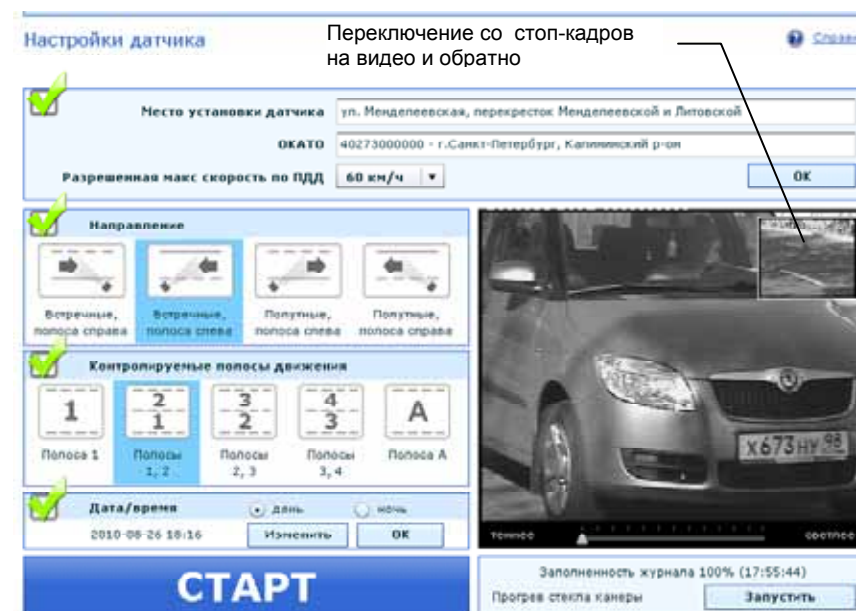 Настройки датчика
Переключение со стоп-кадров
на видео и обратно
Место установки датчика
ул. Менделеевская, перекресток Менделеевской и Литовской
ОКАТО
40273000000 - г.Санкт-Петербург, Калининский р-он
Разрешенная макс скорость по ПДД
60 км/ч
OK
Направление
Встречные,
полоса справа
Встречные,
полоса слева
Попутные,
полоса слева
Попутные,
полоса справа
Контролируемые полосы движения
1
2
1
3
2
4
3
А
Полоса 1
Полосы
1, 2
Полосы
2, 3
Полосы
3, 4
Полоса А
Х673НУ 98
Дата/время
день
ночь
2010-08-26 18:16
Изменить
OK
темнее
светлее
СТАРТ
Заполненность журнала 100% (17:55:44)
Прогрев стекла камеры
Запустить